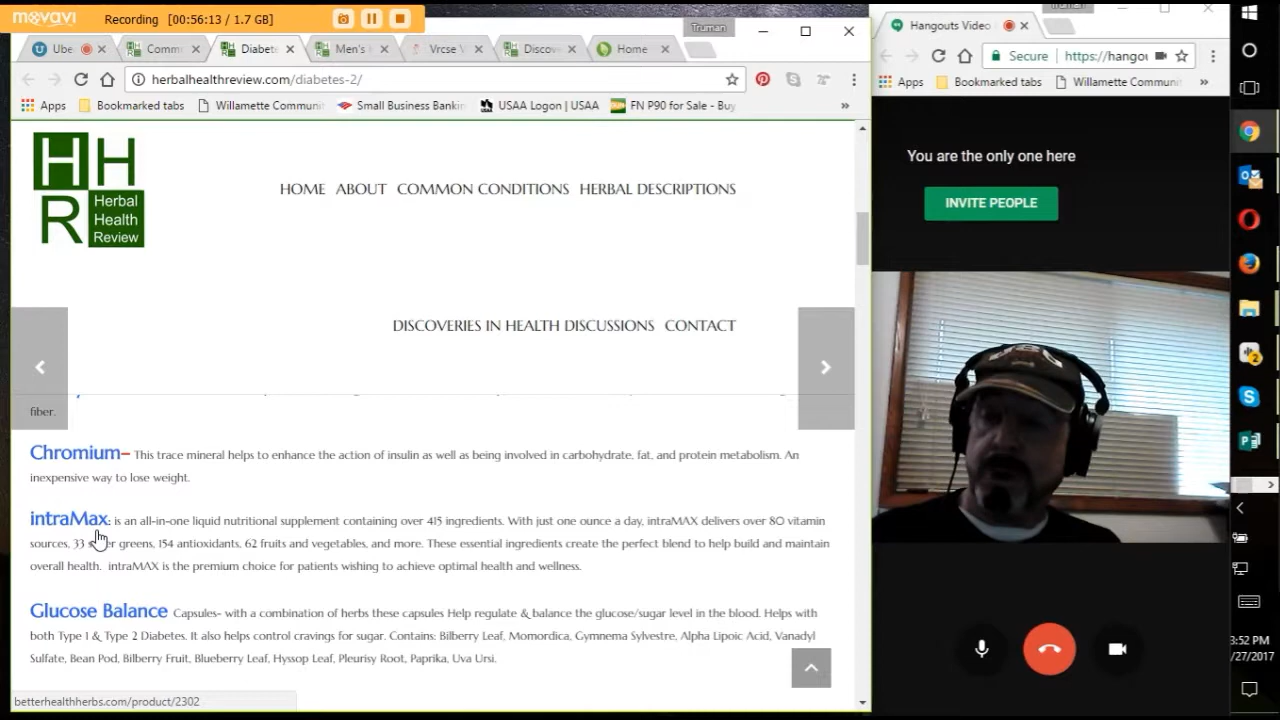 movavi Recording [00:56:13 / 1.7 GB]
Truman
Truman
Ube
Commo
Diabete
Men's H
Vrcse V
Discov
Home
Hangouts Video
herbalhealthreview.com/diabetes-2/
Secure https://hangou
Apps Bookmarked tabs Willamette Communi Small Business Bankin USAA Logon | USAA FN P90 for Sale - Buy »
Apps Bookmarked tabs Willamette Communi »
HHR Herbal Health Review
HOME ABOUT COMMON CONDITIONS HERBAL DESCRIPTIONS
DISCOVERIES IN HEALTH DISCUSSIONS CONTACT
You are the only one here
INVITE PEOPLE
fiber.
Chromium– This trace mineral helps to enhance the action of insulin as well as being involved in carbohydrate, fat, and protein metabolism. An
inexpensive way to lose weight.
intraMax: is an all-in-one liquid nutritional supplement containing over 415 ingredients. With just one ounce a day, intraMAX delivers over 80 vitamin
sources, 33 greens, 154 antioxidants, 62 fruits and vegetables, and more. These essential ingredients create the perfect blend to help build and maintain
overall health. intraMAX is the premium choice for patients wishing to achieve optimal health and wellness.
Glucose Balance Capsules- with a combination of herbs these capsules Help regulate & balance the glucose/sugar level in the blood. Helps with
both Type 1 & Type 2 Diabetes. It also helps control cravings for sugar. Contains: Bilberry Leaf, Momordica, Gymnema Sylvestre, Alpha Lipoic Acid, Vanadyl
Sulfate, Bean Pod, Bilberry Fruit, Blueberry Leaf, Hyssop Leaf, Pleurisy Root, Paprika, Uva Ursi.
betterhealthherbs.com/product/2302
2
3:52 PM
/27/2017